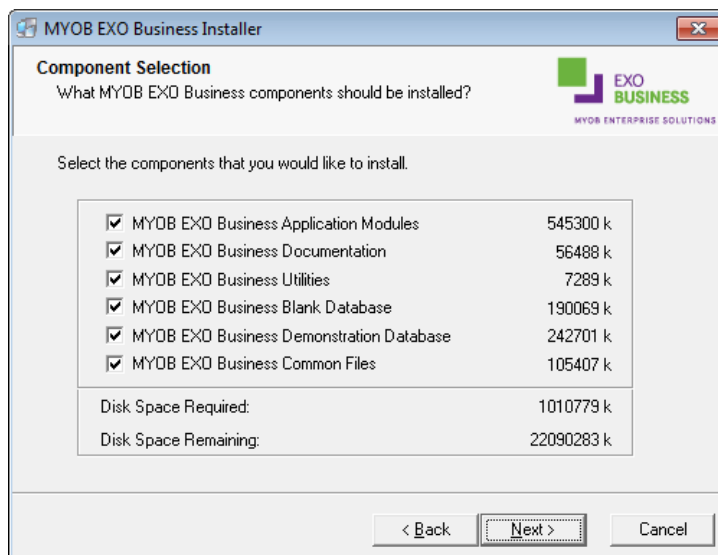 MYOB EXO Business Installer
Component Selection
What MYOB EXO Business components should be installed?
EXO
BUSINESS
MYOB ENTERPRISE SOLUTIONS
Select the components that you would like to install.
MYOB EXO Business Application Modules 545300 k
MYOB EXO Business Documentation 56488 k
MYOB EXO Business Utilities 7289 k
MYOB EXO Business Blank Database 190069 k
MYOB EXO Business Demonstration Database 242701 k
MYOB EXO Business Common Files 105407 k
Disk Space Required: 1010779 k
Disk Space Remaining: 22090283 k
< Back Next > Cancel